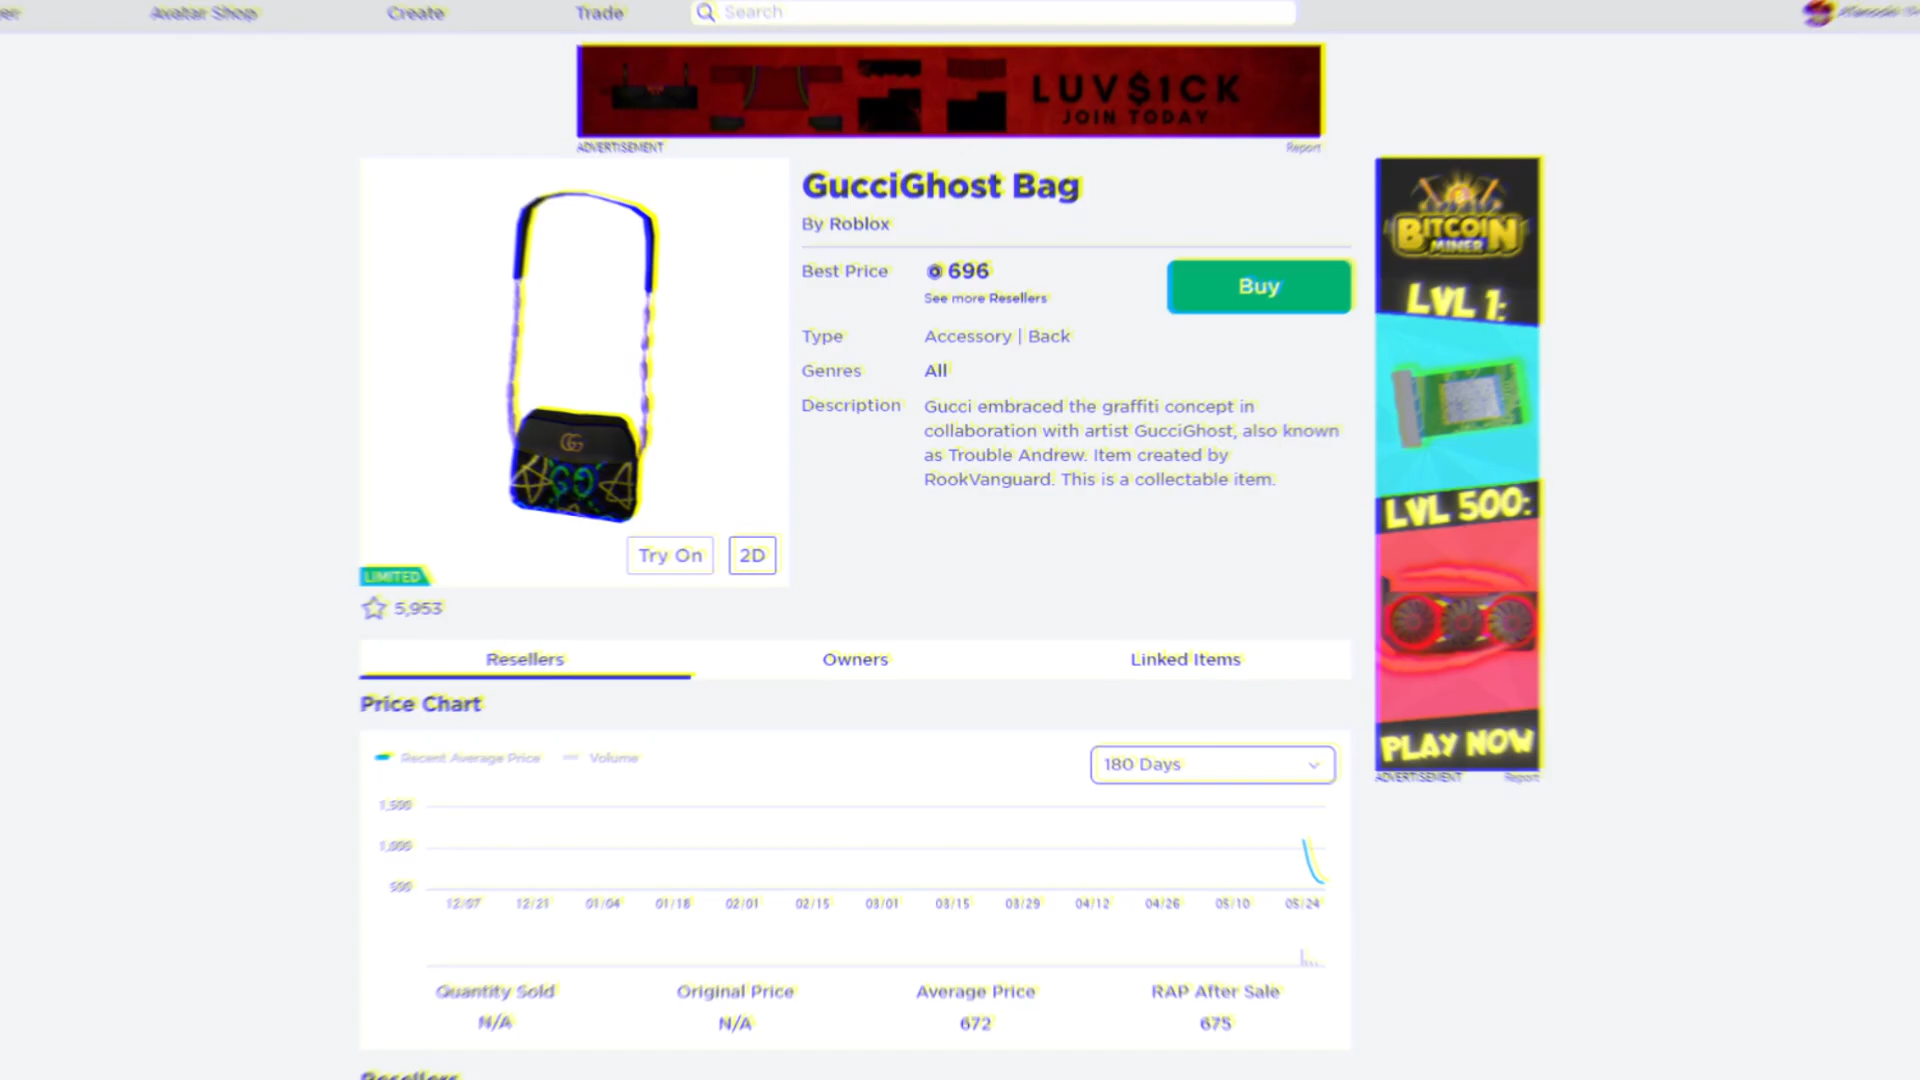 Avatar Shop
Create
Trade
Search
LUV$1CK
JOIN TODAY
ADVERTISEMENT
Report
GucciGhost Bag
By Roblox
Best Price
696
Buy
See more Resellers
Type
Accessory | Back
Genres
All
Description
Gucci embraced the graffiti concept in
collaboration with artist GucciGhost, also known
as Trouble Andrew. Item created by
RookVanguard. This is a collectable item.
Try On
2D
LIMITED
5,953
BITCOIN
MINER
LVL 1:
LVL 500:
PLAY NOW
ADVERTISEMENT
Report
Resellers
Owners
Linked Items
Price Chart
Recent Average Price
Volume
180 Days
1,500
1,000
500
12/07 12/21 01/04 01/18 02/01 02/15 03/01 03/15 03/29 04/12 04/26 05/10 05/24
Quantity Sold
Original Price
Average Price
RAP After Sale
N/A
N/A
672
675
Resellers